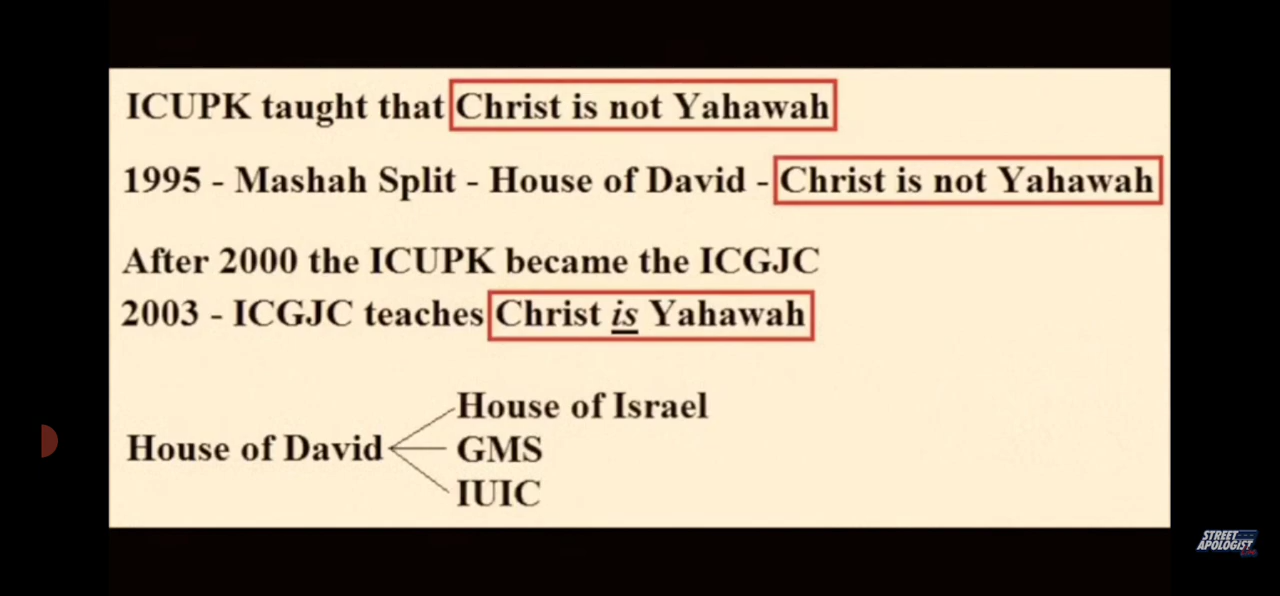 ICUPK taught that Christ is not Yahawah
1995 - Mashah Split - House of David - Christ is not Yahawah
After 2000 the ICUPK became the ICGJC
2003 - ICGJC teaches Christ is Yahawah
House of Israel
House of David
GMS
IUIC
STREET
APOLOGIST